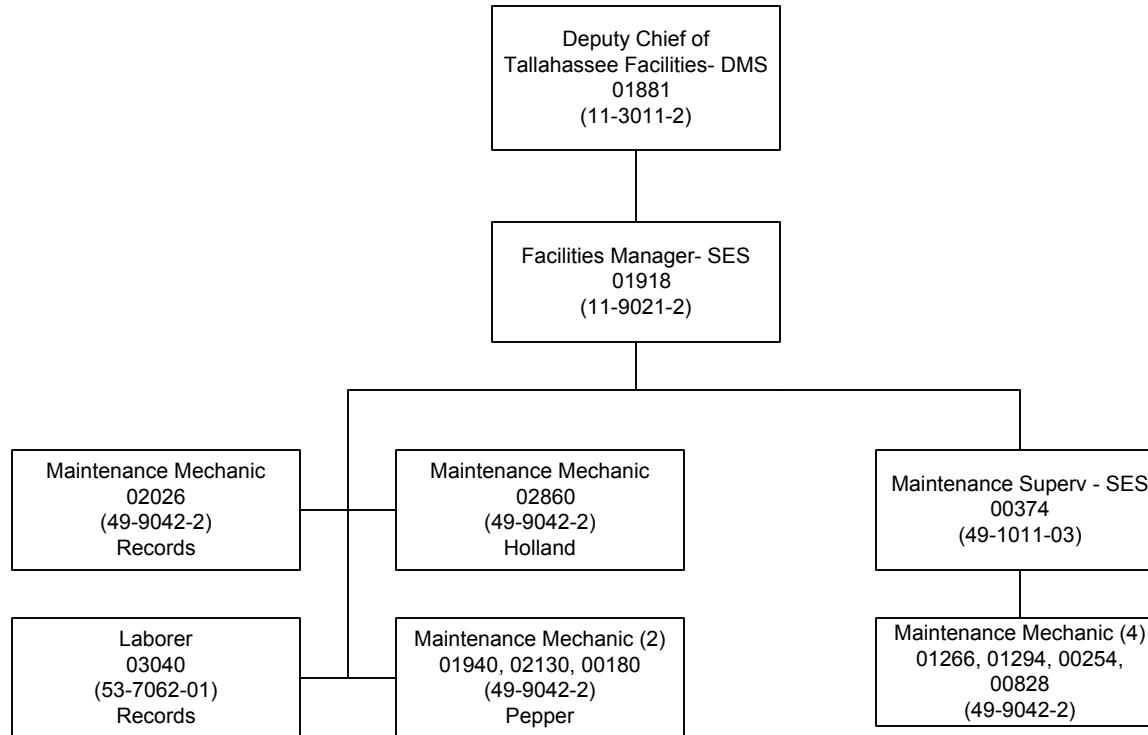 Deputy Chief of
Tallahassee Facilities- DMS
01881
(11-3011-2)
Facilities Manager- SES
01918
(11-9021-2)
Maintenance Mechanic
02026
(49-9042-2)
Records
Maintenance Mechanic
02860
(49-9042-2)
Holland
Maintenance Superv - SES
00374
(49-1011-03)
Laborer
03040
(53-7062-01)
Records
Maintenance Mechanic (2)
01940, 02130, 00180
(49-9042-2)
Pepper
Maintenance Mechanic (4)
01266, 01294, 00254,
00828
(49-9042-2)